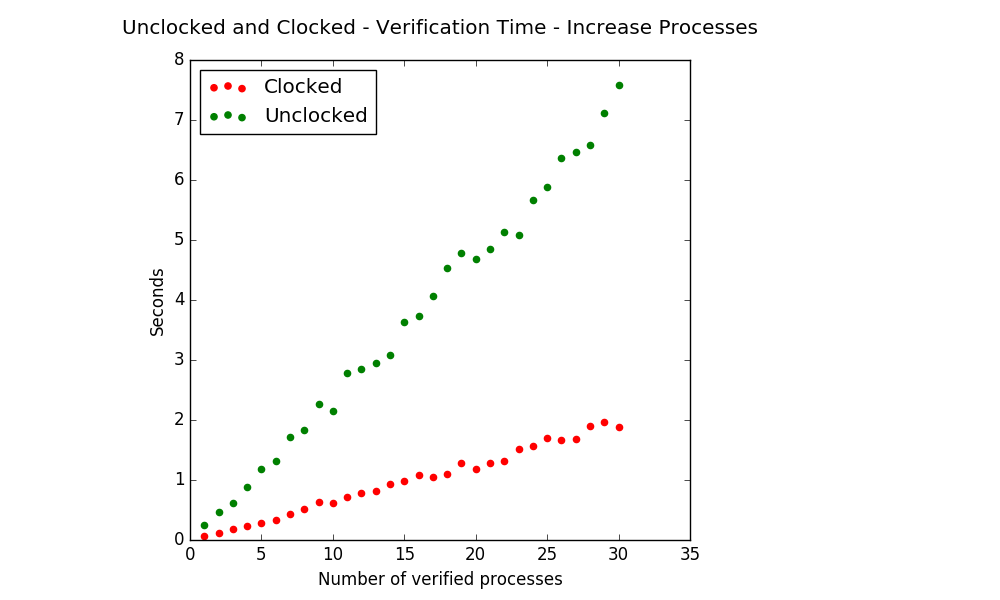 Unclocked and Clocked - Verification Time - Increase Processes
8
7
6
5
4
3
2
1
0
Seconds
Clocked
Unclocked
0 5 10 15 20 25 30 35
Number of verified processes